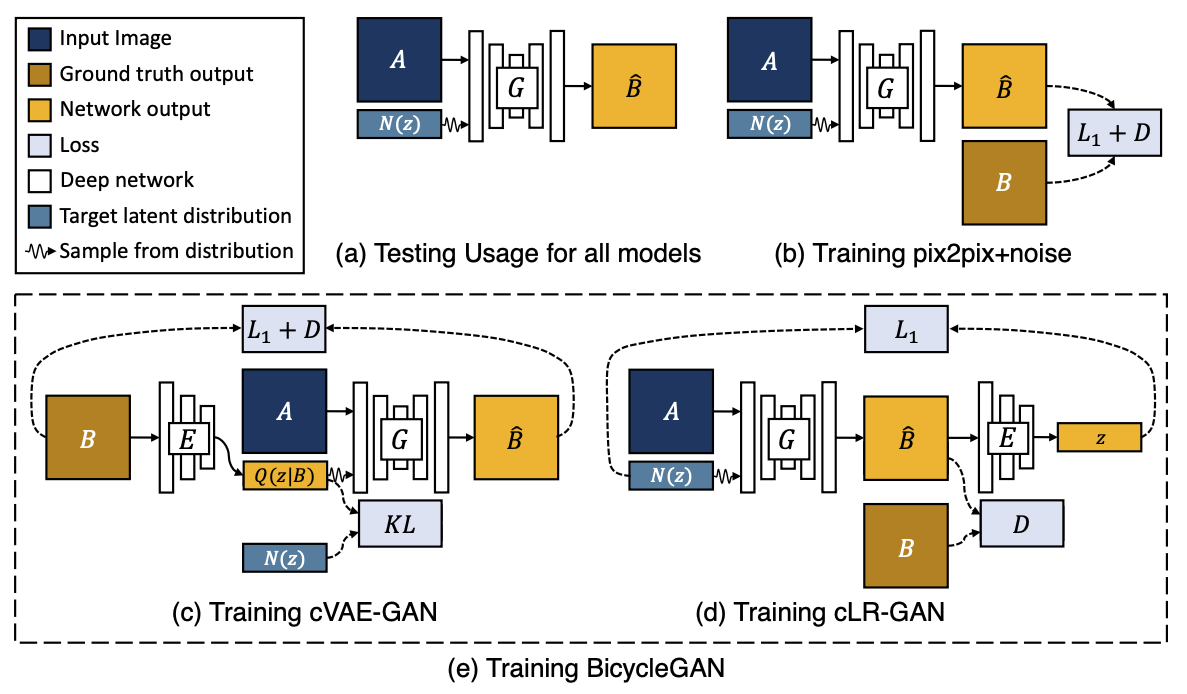 Input Image
Ground truth output
Network output
Loss
Deep network
Target latent distribution
Sample from distribution
A
N(z)
G
B̂
(a) Testing Usage for all models
A
N(z)
G
B̂
B
L₁ + D
(b) Training pix2pix+noise
L₁ + D
B
E
A
Q(z|B)
G
B̂
KL
N(z)
(c) Training cVAE-GAN
L₁
A
N(z)
G
B̂
E
z
B
D
(d) Training cLR-GAN
(e) Training BicycleGAN